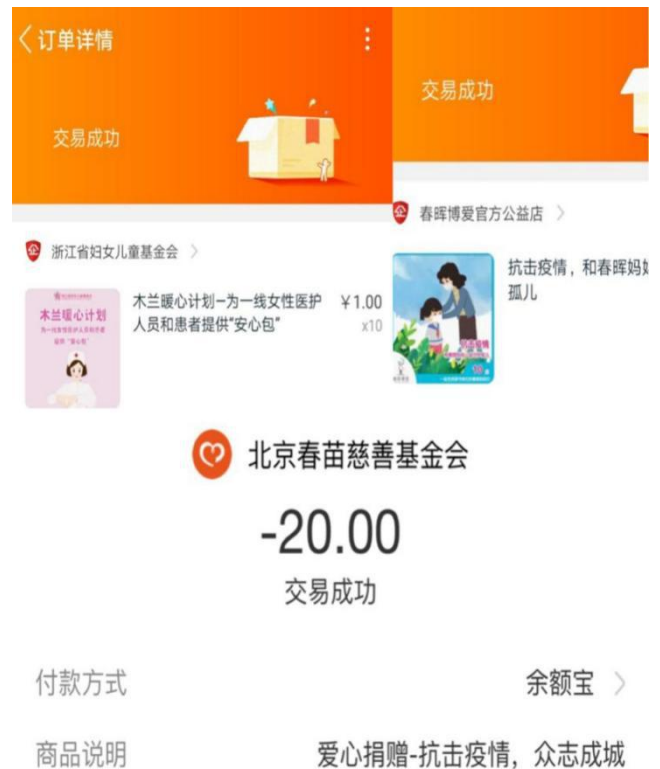 订单详情
交易成功
浙江省妇女儿童基金会
木兰暖心计划
木兰暖心计划-为一线女性医护 ¥1.00
人员和患者提供“安心包” x10
交易成功
春晖博爱官方公益店
抗击疫情，和春晖妈
孤儿
抗击疫情
北京春苗慈善基金会
-20.00
交易成功
付款方式 余额宝
商品说明 爱心捐赠-抗击疫情，众志成城